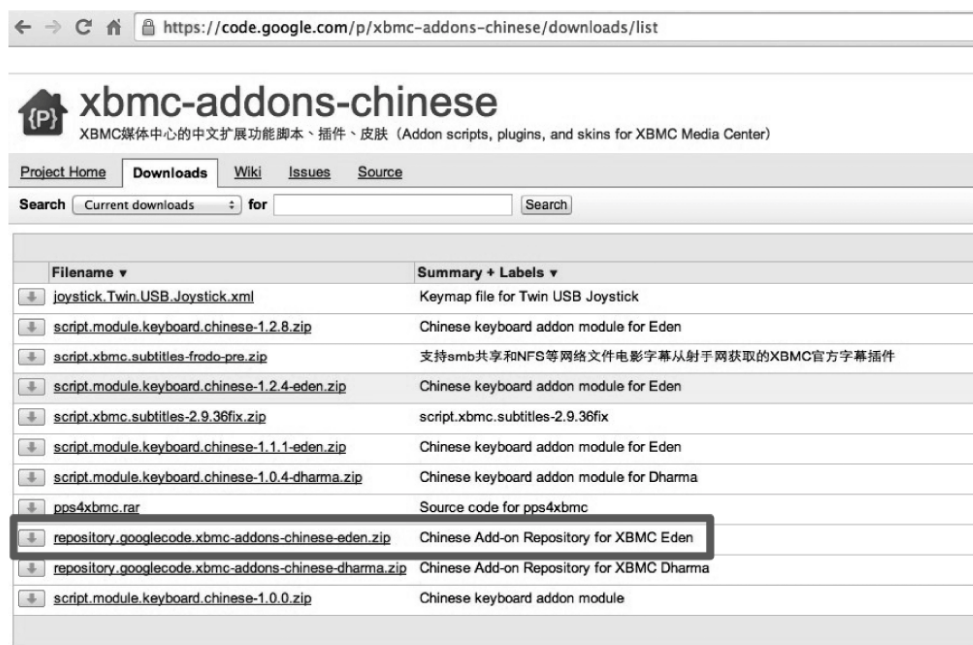 https://code.google.com/p/xbmc-addons-chinese/downloads/list
{P}
xbmc-addons-chinese
XBMC媒体中心的中文扩展功能脚本、插件、皮肤（Addon scripts, plugins, and skins for XBMC Media Center）
Project Home Downloads Wiki Issues Source
Search Current downloads for Search
Filename ▼ Summary + Labels ▼
joystick.Twin.USB.Joystick.xml Keymap file for Twin USB Joystick
script.module.keyboard.chinese-1.2.8.zip Chinese keyboard addon module for Eden
script.xbmc.subtitles-frodo-pre.zip 支持smb共享和NFS等网络文件电影字幕从射手网获取的XBMC官方字幕插件
script.module.keyboard.chinese-1.2.4-eden.zip Chinese keyboard addon module for Eden
script.xbmc.subtitles-2.9.36fix.zip script.xbmc.subtitles-2.9.36fix
script.module.keyboard.chinese-1.1.1-eden.zip Chinese keyboard addon module for Eden
script.module.keyboard.chinese-1.0.4-dharma.zip Chinese keyboard addon module for Dharma
pps4xbmc.rar Source code for pps4xbmc
repository.googlecode.xbmc-addons-chinese-eden.zip Chinese Add-on Repository for XBMC Eden
repository.googlecode.xbmc-addons-chinese-dharma.zip Chinese Add-on Repository for XBMC Dharma
script.module.keyboard.chinese-1.0.0.zip Chinese keyboard addon module